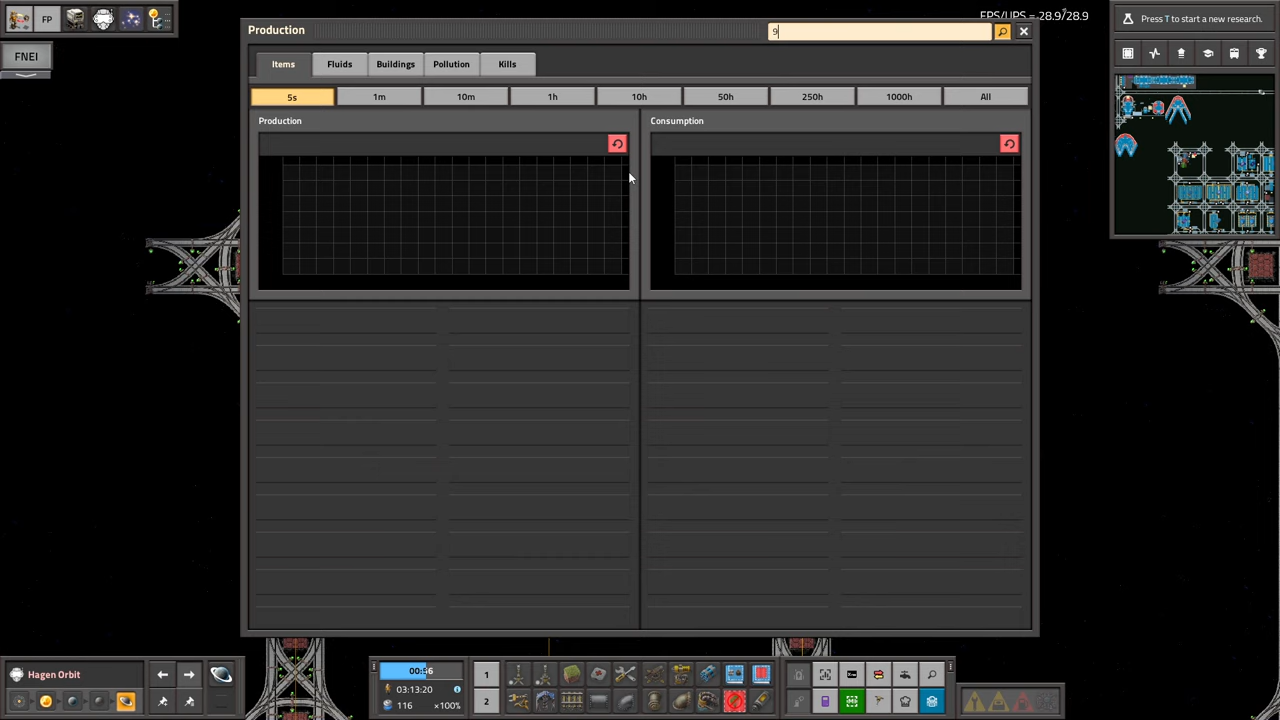 FPS/UPS = 28.9/28.9
FP
FNEI
Production
9
Press T to start a new research.
Items
Fluids
Buildings
Pollution
Kills
5s
1m
10m
1h
10h
50h
250h
1000h
All
Production
Consumption
Hagen Orbit
03:13:20
116
×100%
1
2